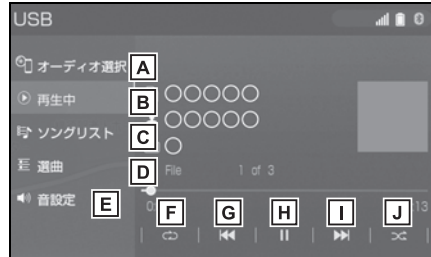 USB
オーディオ選択 A
再生中 B ○○○○○
○○○○○
ソングリスト C ○
選曲 D File 1 of 3
音設定 E
F G H I J